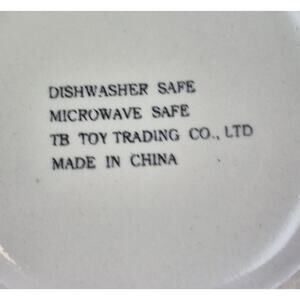 DISHWASHER SAFE
MICROWAVE SAFE
TB TOY TRADING CO., LTD
MADE IN CHINA